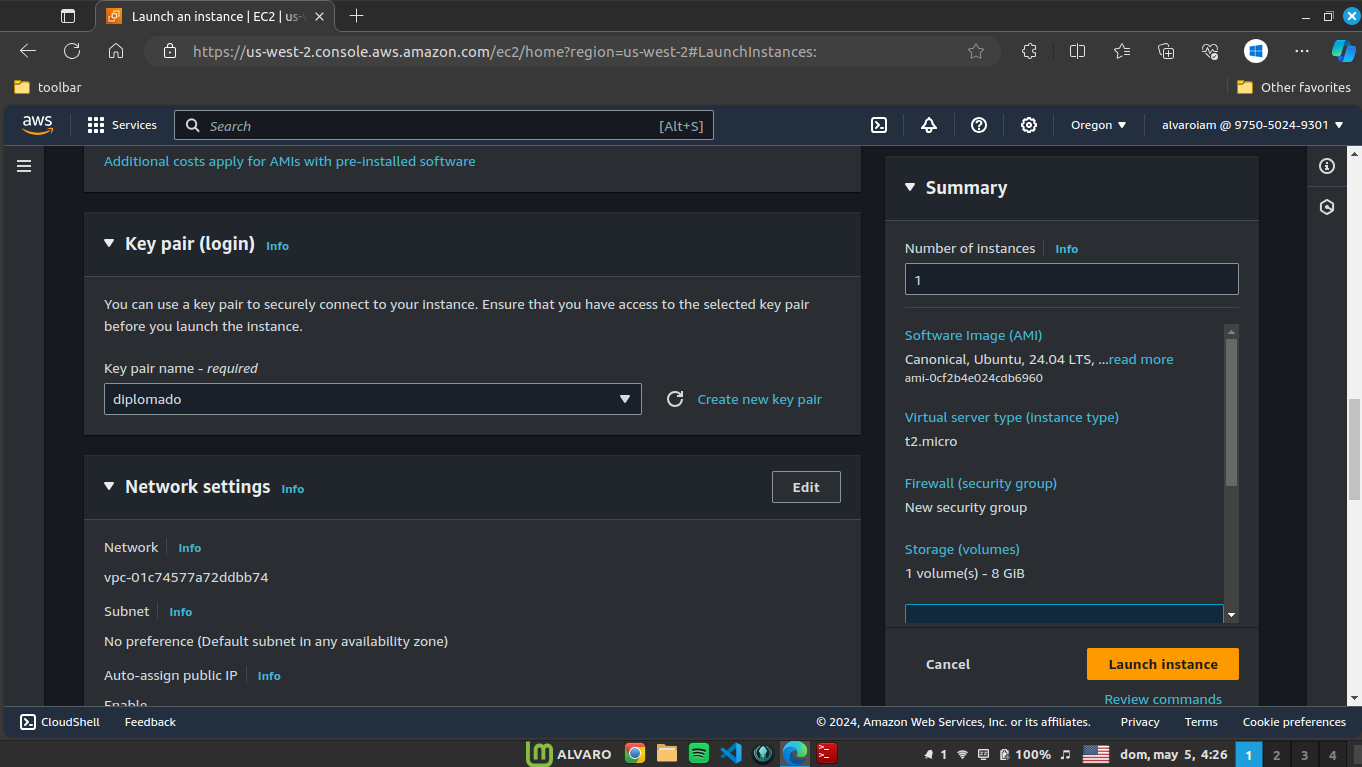 Launch an instance | EC2 | us-
https://us-west-2.console.aws.amazon.com/ec2/home?region=us-west-2#LaunchInstances:
toolbar
Other favorites
aws
Services
Search
[Alt+S]
Oregon
alvaroiam @ 9750-5024-9301
Additional costs apply for AMIs with pre-installed software
Key pair (login) Info
You can use a key pair to securely connect to your instance. Ensure that you have access to the selected key pair
before you launch the instance.
Key pair name - required
diplomado
Create new key pair
Network settings Info
Edit
Network Info
vpc-01c74577a72ddbb74
Subnet Info
No preference (Default subnet in any availability zone)
Auto-assign public IP Info
Enable
Summary
Number of instances Info
1
Software Image (AMI)
Canonical, Ubuntu, 24.04 LTS, ...read more
ami-0cf2b4e024cdb6960
Virtual server type (instance type)
t2.micro
Firewall (security group)
New security group
Storage (volumes)
1 volume(s) - 8 GiB
Cancel
Launch instance
Review commands
CloudShell
Feedback
© 2024, Amazon Web Services, Inc. or its affiliates.
Privacy
Terms
Cookie preferences
ALVARO
1
100%
dom, may 5, 4:26
1
2
3
4